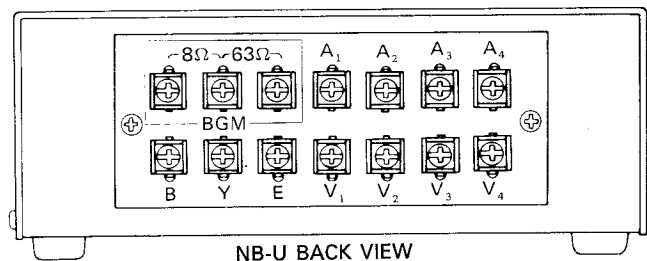 8Ω 63Ω A₁ A₂ A₃ A₄
BGM
B Y E V₁ V₂ V₃ V₄
NB-U BACK VIEW